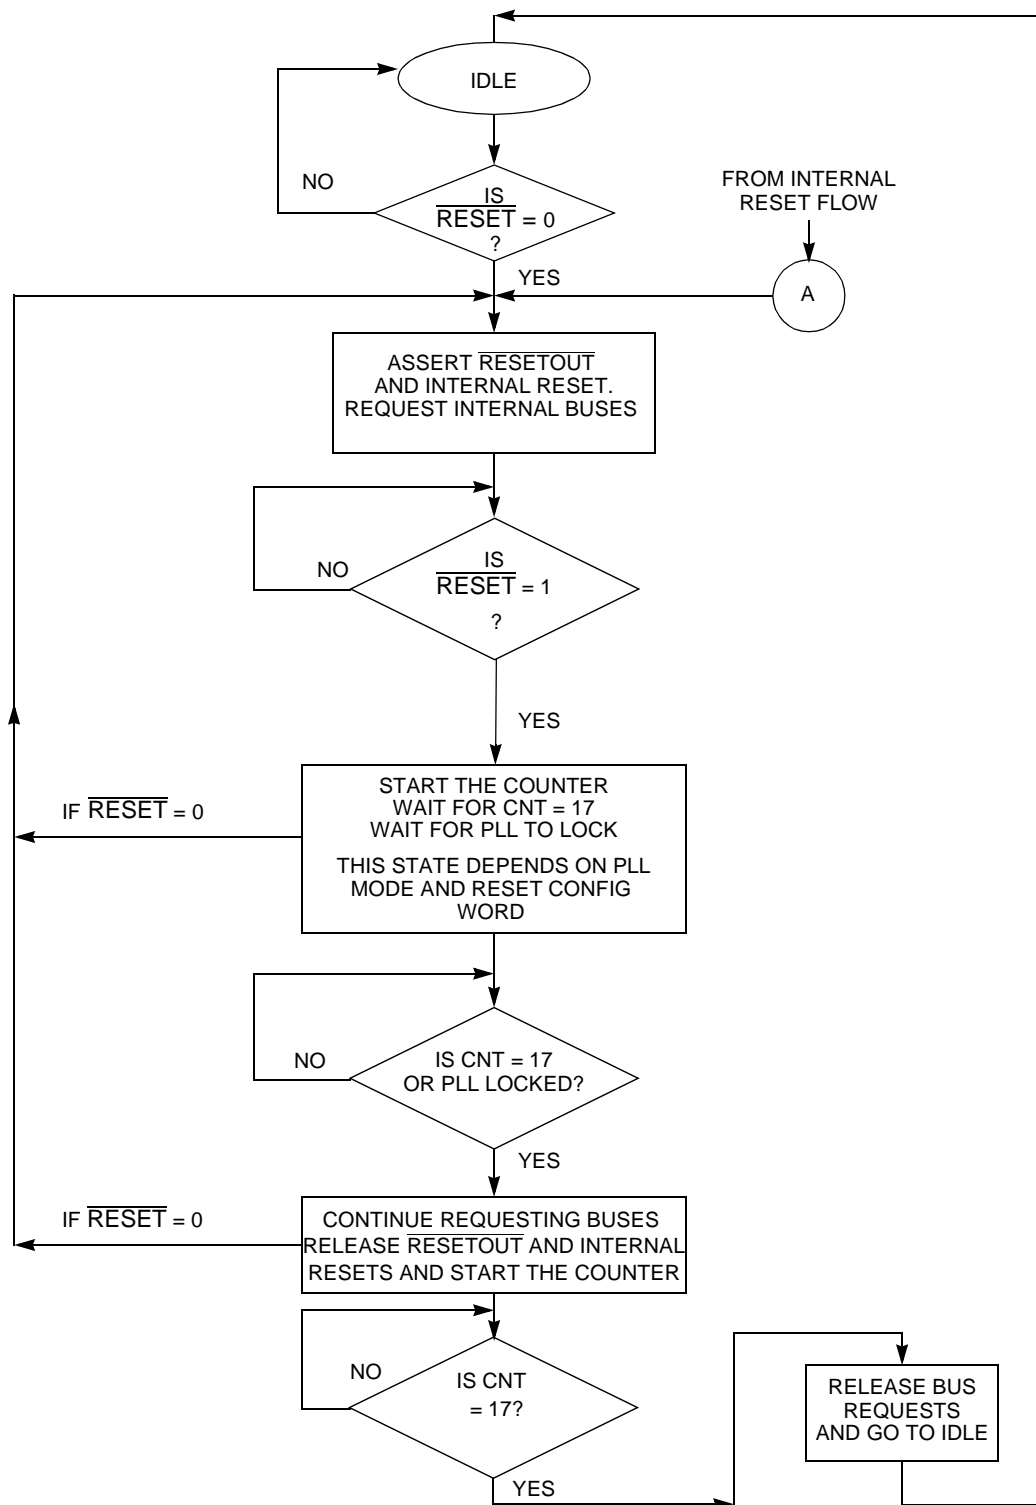 IDLE
NO
IS
RESET = 0
?
FROM INTERNAL
RESET FLOW
YES
A
ASSERT RESETOUT
AND INTERNAL RESET.
REQUEST INTERNAL BUSES
NO
IS
RESET = 1
?
YES
IF RESET = 0
START THE COUNTER
WAIT FOR CNT = 17
WAIT FOR PLL TO LOCK
THIS STATE DEPENDS ON PLL
MODE AND RESET CONFIG
WORD
NO
IS CNT = 17
OR PLL LOCKED?
YES
IF RESET = 0
CONTINUE REQUESTING BUSES
RELEASE RESETOUT AND INTERNAL
RESETS AND START THE COUNTER
NO
IS CNT
= 17?
YES
RELEASE BUS
REQUESTS
AND GO TO IDLE